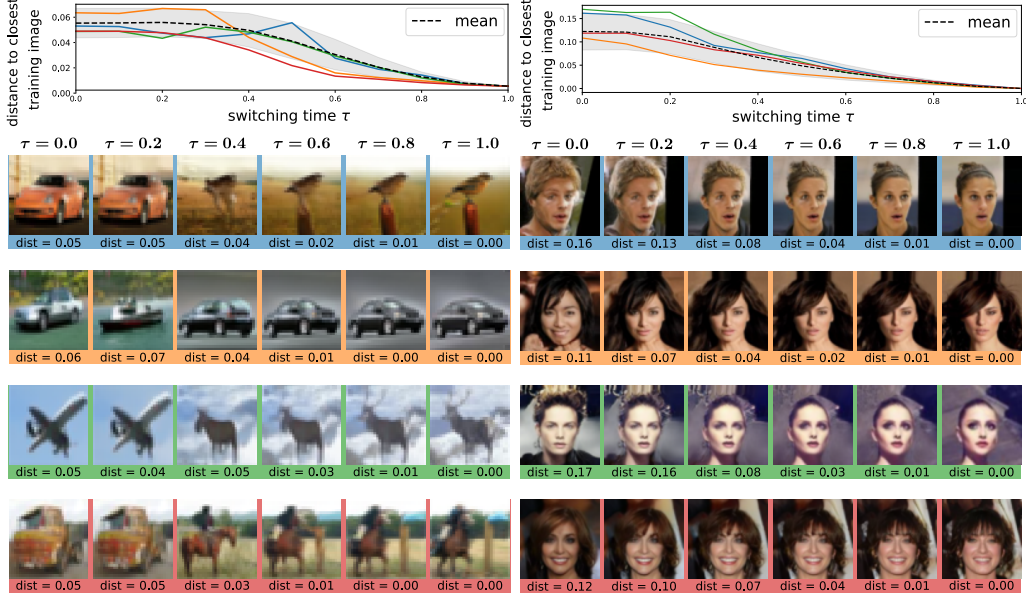 distance to closest
training image
0.06
0.04
0.02
0.00
mean
0.0
0.2
0.4
0.6
0.8
1.0
switching time τ
τ = 0.0 τ = 0.2 τ = 0.4 τ = 0.6 τ = 0.8 τ = 1.0
dist = 0.05 dist = 0.05 dist = 0.04 dist = 0.02 dist = 0.01 dist = 0.00
dist = 0.06 dist = 0.07 dist = 0.04 dist = 0.01 dist = 0.00 dist = 0.00
dist = 0.05 dist = 0.04 dist = 0.05 dist = 0.03 dist = 0.01 dist = 0.00
dist = 0.05 dist = 0.05 dist = 0.03 dist = 0.01 dist = 0.00 dist = 0.00
distance to closest
training image
0.15
0.10
0.05
0.00
mean
0.0
0.2
0.4
0.6
0.8
1.0
switching time τ
τ = 0.0 τ = 0.2 τ = 0.4 τ = 0.6 τ = 0.8 τ = 1.0
dist = 0.16 dist = 0.13 dist = 0.08 dist = 0.04 dist = 0.01 dist = 0.00
dist = 0.11 dist = 0.07 dist = 0.04 dist = 0.02 dist = 0.01 dist = 0.00
dist = 0.17 dist = 0.16 dist = 0.08 dist = 0.03 dist = 0.01 dist = 0.00
dist = 0.12 dist = 0.10 dist = 0.07 dist = 0.04 dist = 0.01 dist = 0.00